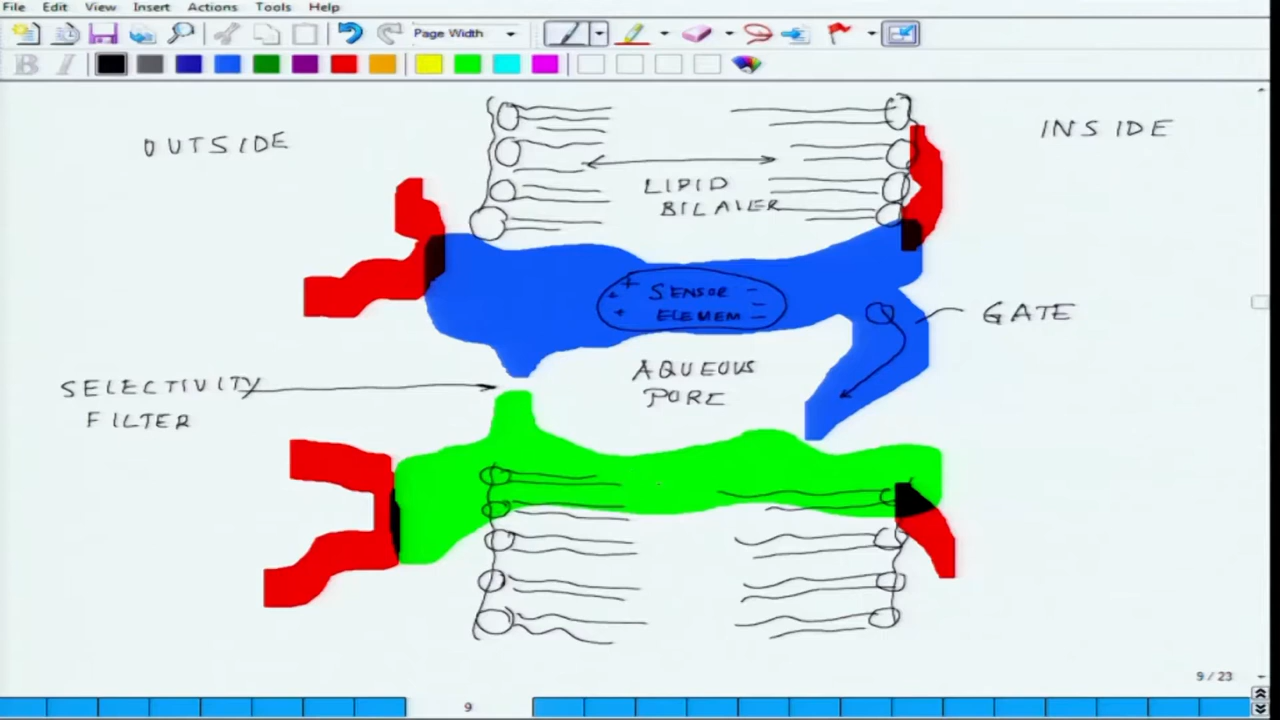 File Edit View Insert Actions Tools Help
Page Width
B I
OUTSIDE
INSIDE
LIPID
BILAYER
+ SENSOR -
+ -
+ ELEMEM -
GATE
AQUEOUS
PORE
SELECTIVITY
FILTER
9 / 23
9